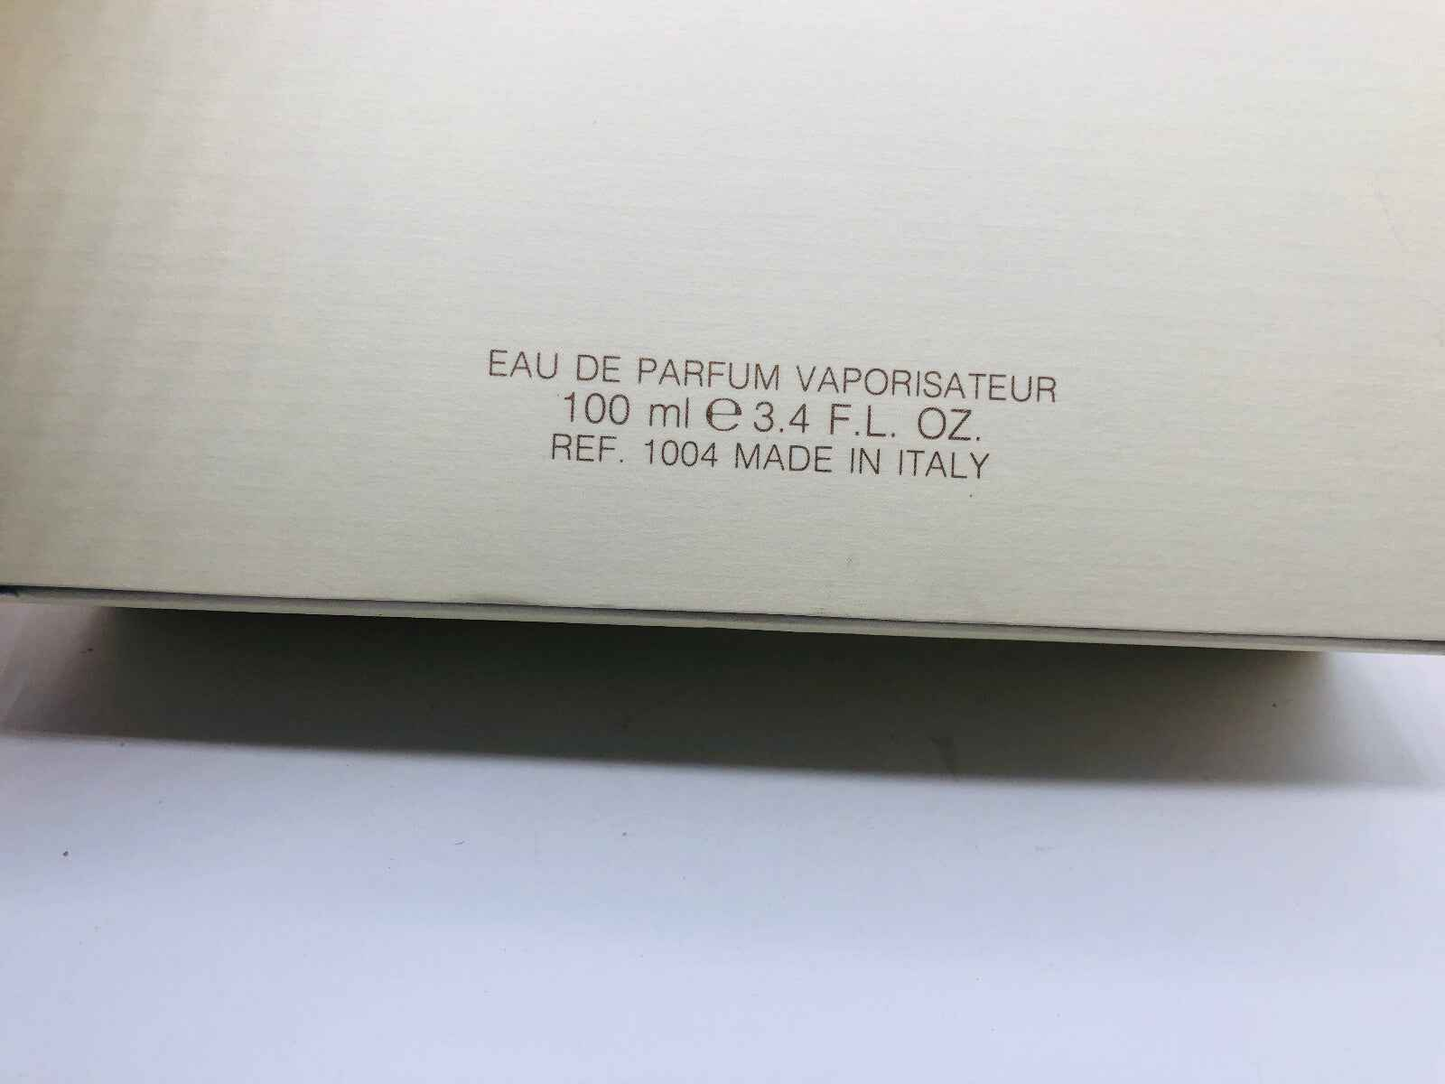 EAU DE PARFUM VAPORISATEUR
100 ml ℮ 3.4 F.L. OZ.
REF. 1004 MADE IN ITALY